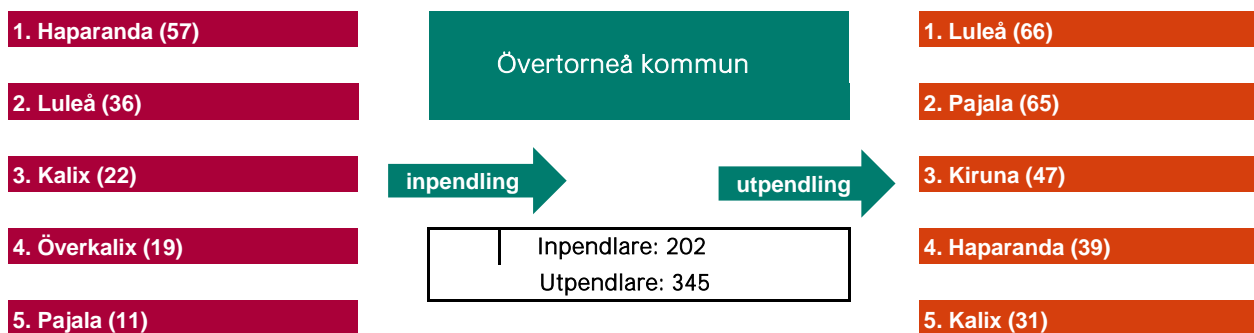 1. Haparanda (57)
2. Luleå (36)
3. Kalix (22)
4. Överkalix (19)
5. Pajala (11)
Övertorneå kommun
inpendling
utpendling
Inpendlare: 202
Utpendlare: 345
1. Luleå (66)
2. Pajala (65)
3. Kiruna (47)
4. Haparanda (39)
5. Kalix (31)